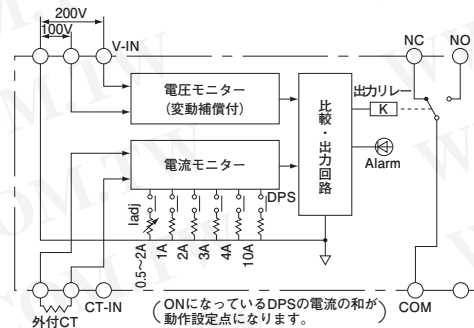 200V
100V
V-IN
NC
NO
電圧モニター
(変動補償付)
出力リレー
K
比較・出力回路
Alarm
電流モニター
DPS
Iadj
0.5~2A
1A
2A
3A
4A
10A
CT-IN
外付CT
(ONになっているDPSの電流の和が
動作設定点になります。)
COM